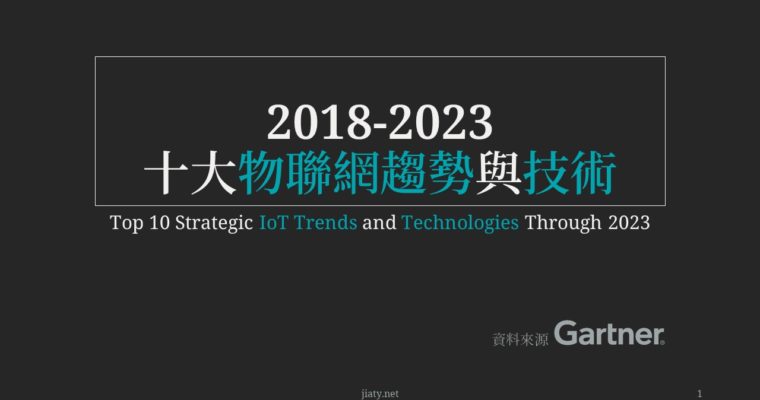 2018-2023
十大物聯網趨勢與技術
Top 10 Strategic IoT Trends and Technologies Through 2023
資料來源 Gartner®
jiaty.net 1